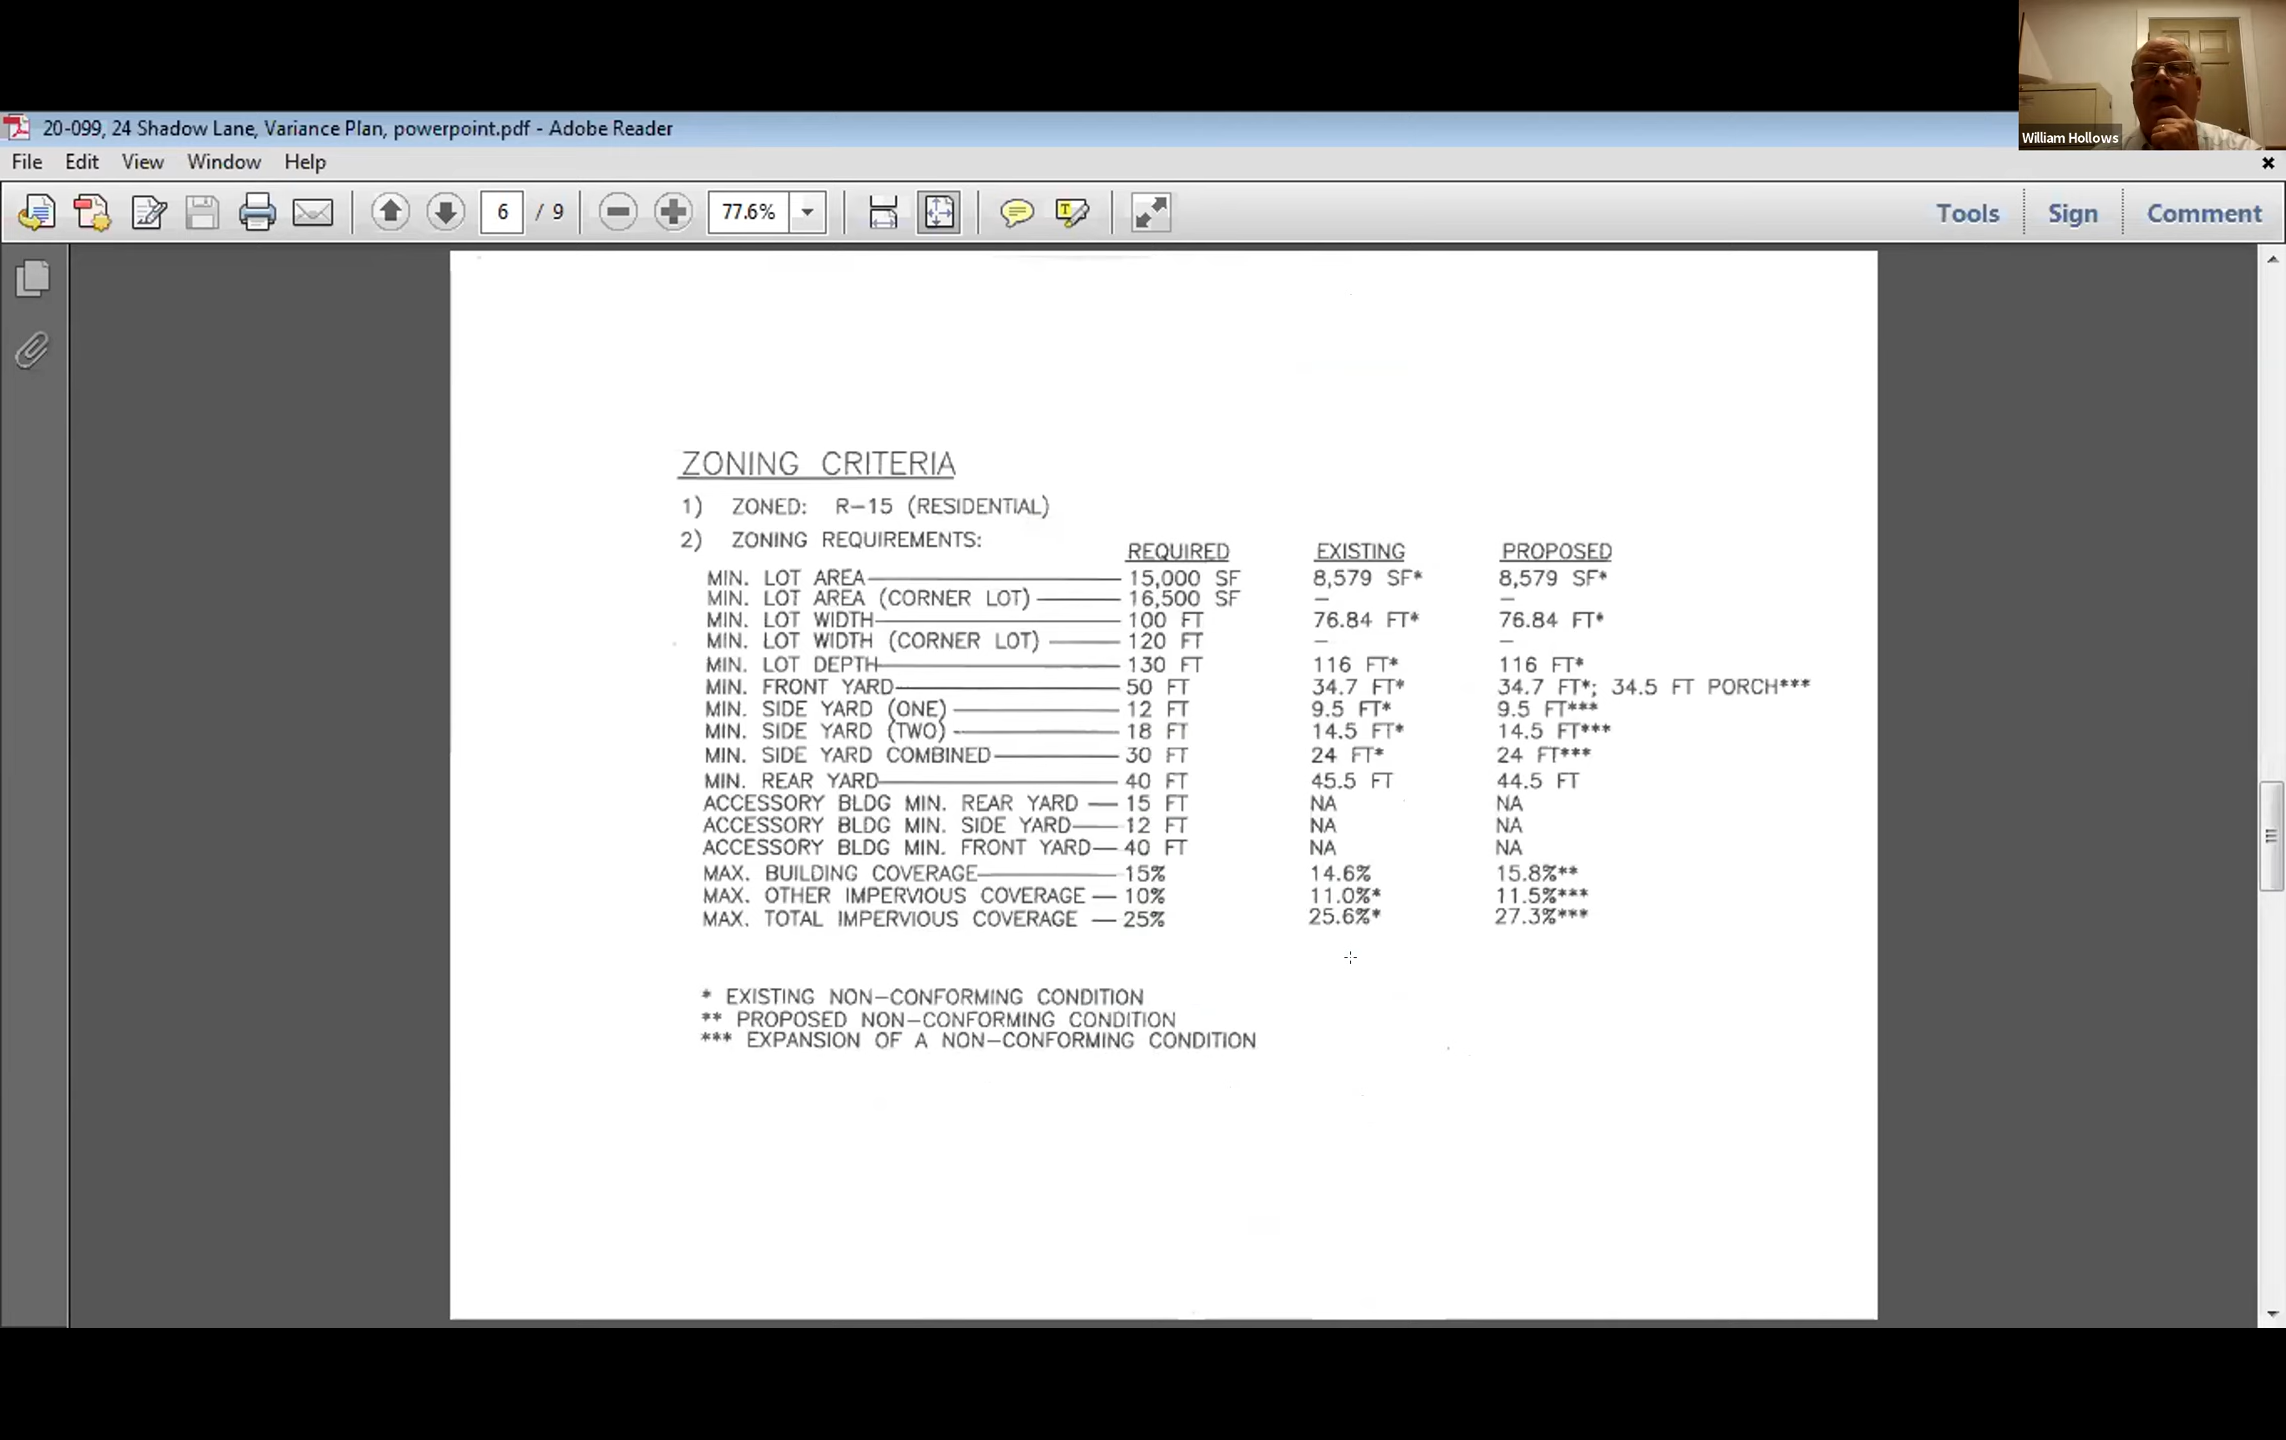 William Hollows
20-099, 24 Shadow Lane, Variance Plan, powerpoint.pdf - Adobe Reader
File Edit View Window Help
6 / 9 77.6% Tools Sign Comment
ZONING CRITERIA
1) ZONED: R-15 (RESIDENTIAL)
2) ZONING REQUIREMENTS:
REQUIRED EXISTING PROPOSED
MIN. LOT AREA 15,000 SF 8,579 SF* 8,579 SF*
MIN. LOT AREA (CORNER LOT) 16,500 SF – –
MIN. LOT WIDTH 100 FT 76.84 FT* 76.84 FT*
MIN. LOT WIDTH (CORNER LOT) 120 FT – –
MIN. LOT DEPTH 130 FT 116 FT* 116 FT*
MIN. FRONT YARD 50 FT 34.7 FT* 34.7 FT*; 34.5 FT PORCH***
MIN. SIDE YARD (ONE) 12 FT 9.5 FT* 9.5 FT***
MIN. SIDE YARD (TWO) 18 FT 14.5 FT* 14.5 FT***
MIN. SIDE YARD COMBINED 30 FT 24 FT* 24 FT***
MIN. REAR YARD 40 FT 45.5 FT 44.5 FT
ACCESSORY BLDG MIN. REAR YARD 15 FT NA NA
ACCESSORY BLDG MIN. SIDE YARD 12 FT NA NA
ACCESSORY BLDG MIN. FRONT YARD 40 FT NA NA
MAX. BUILDING COVERAGE 15% 14.6% 15.8%**
MAX. OTHER IMPERVIOUS COVERAGE 10% 11.0%* 11.5%***
MAX. TOTAL IMPERVIOUS COVERAGE 25% 25.6%* 27.3%***
* EXISTING NON-CONFORMING CONDITION
** PROPOSED NON-CONFORMING CONDITION
*** EXPANSION OF A NON-CONFORMING CONDITION